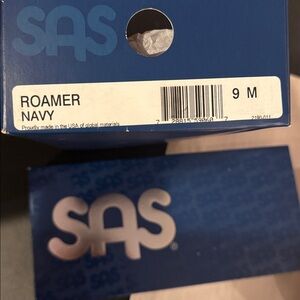 SAS
ROAMER
NAVY
9 M
Proudly made in the USA of global materials
SAS